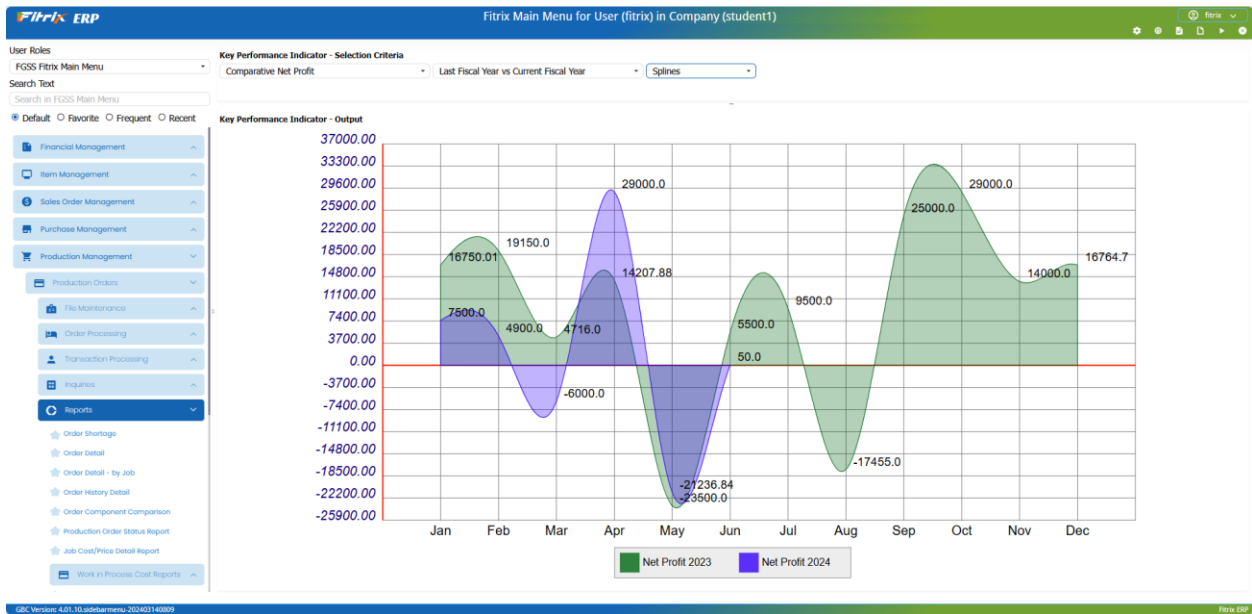 Fitrix ERP
Fitrix Main Menu for User (fitrix) in Company (student1)
fitrix
User Roles
FGSS Fitrix Main Menu
Search Text
Search in FGSS Main Menu
Default Favorite Frequent Recent
Financial Management
Item Management
Sales Order Management
Purchase Management
Production Management
Production Orders
File Maintenance
Order Processing
Transaction Processing
Inquiries
Reports
Order Shortage
Order Detail
Order Detail - by Job
Order History Detail
Order Component Comparison
Production Order Status Report
Job Cost/Price Detail Report
Work in Process Cost Reports
Key Performance Indicator - Selection Criteria
Comparative Net Profit Last Fiscal Year vs Current Fiscal Year Splines
Key Performance Indicator - Output
37000.00
33300.00
29600.00
25900.00
22200.00
18500.00
14800.00
11100.00
7400.00
3700.00
0.00
-3700.00
-7400.00
-11100.00
-14800.00
-18500.00
-22200.00
-25900.00
29000.0 29000.0
25000.0
19150.0
16750.01 16764.7
14207.88 14000.0
7500.0 9500.0
4900.0 4716.0 5500.0
50.0
-6000.0
-17455.0
-21236.84
-23500.0
Jan Feb Mar Apr May Jun Jul Aug Sep Oct Nov Dec
Net Profit 2023 Net Profit 2024
GBC Version: 4.01.10.sidebarmenu-202403140809
Fitrix ERP